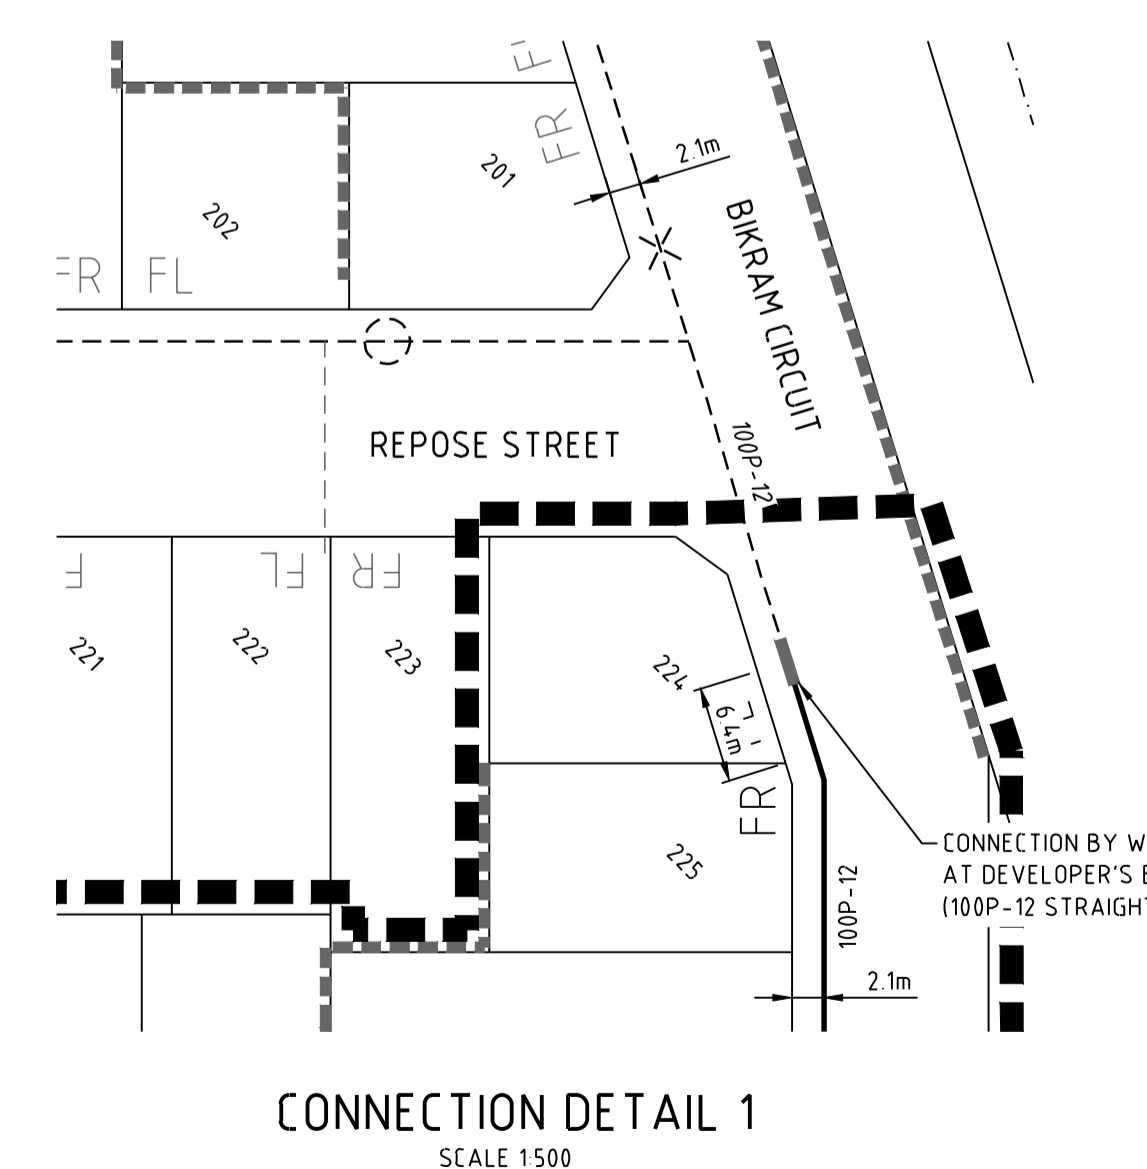 FR
201
202
FR
FL
2.1m
BIKRAM CIRCUIT
REPOSE STREET
100P-12
F
FL
FR
221
222
223
224
6.4m
FR
225
CONNECTION BY W
AT DEVELOPER'S E
(100P-12 STRAIGHT
100P-12
2.1m
CONNECTION DETAIL 1
SCALE 1:500